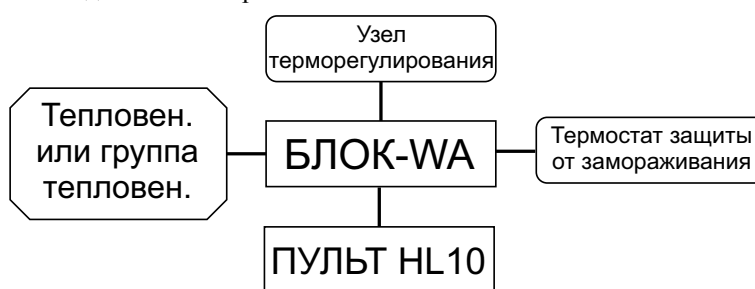 Узел
терморегулирования
Тепловен.
или группа
тепловен.
БЛОК-WA
Термостат защиты
от замораживания
ПУЛЬТ HL10